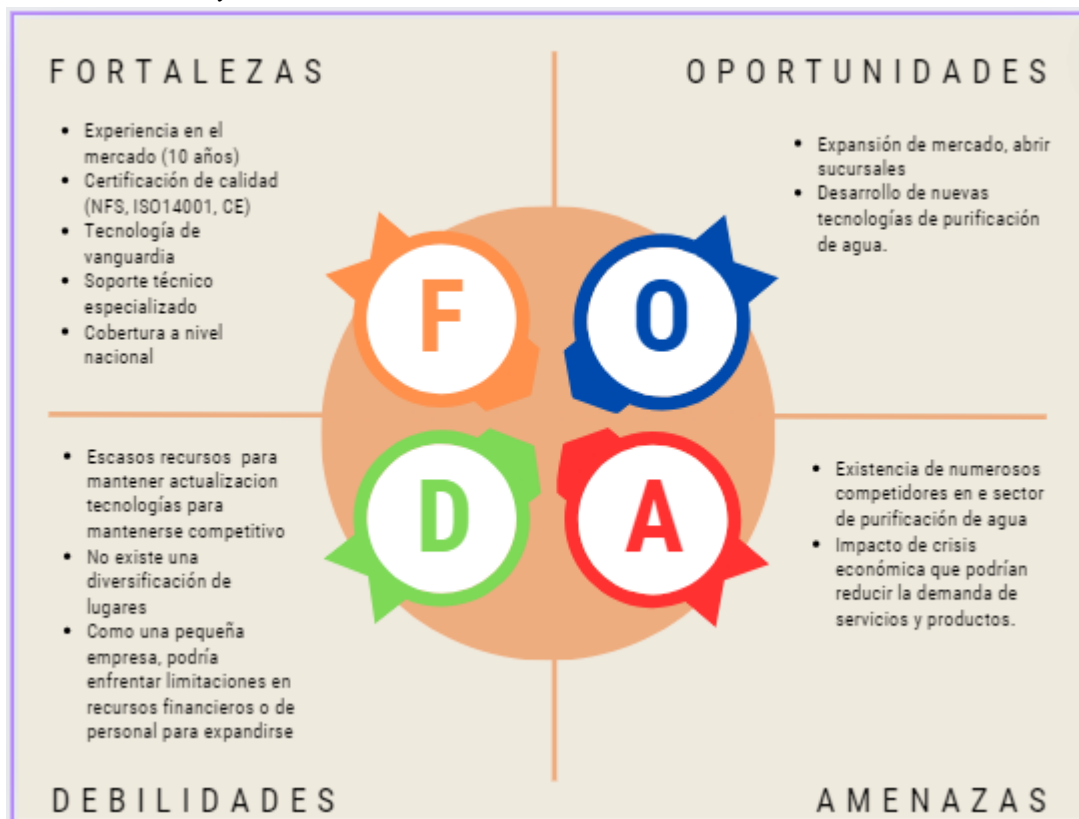 FORTALEZAS
• Experiencia en el
mercado (10 años)
• Certificación de calidad
(NFS, ISO14001, CE)
• Tecnología de
vanguardia
• Soporte técnico
especializado
• Cobertura a nivel
nacional
OPORTUNIDADES
• Expansión de mercado, abrir
sucursales
• Desarrollo de nuevas
tecnologías de purificación
de agua.
F
O
D
A
• Escasos recursos para
mantener actualizacion
tecnologías para
mantenerse competitivo
• No existe una
diversificación de
lugares
• Como una pequeña
empresa, podría
enfrentar limitaciones en
recursos financieros o de
personal para expandirse
DEBILIDADES
• Existencia de numerosos
competidores en e sector
de purificación de agua
• Impacto de crisis
económica que podrían
reducir la demanda de
servicios y productos.
AMENAZAS